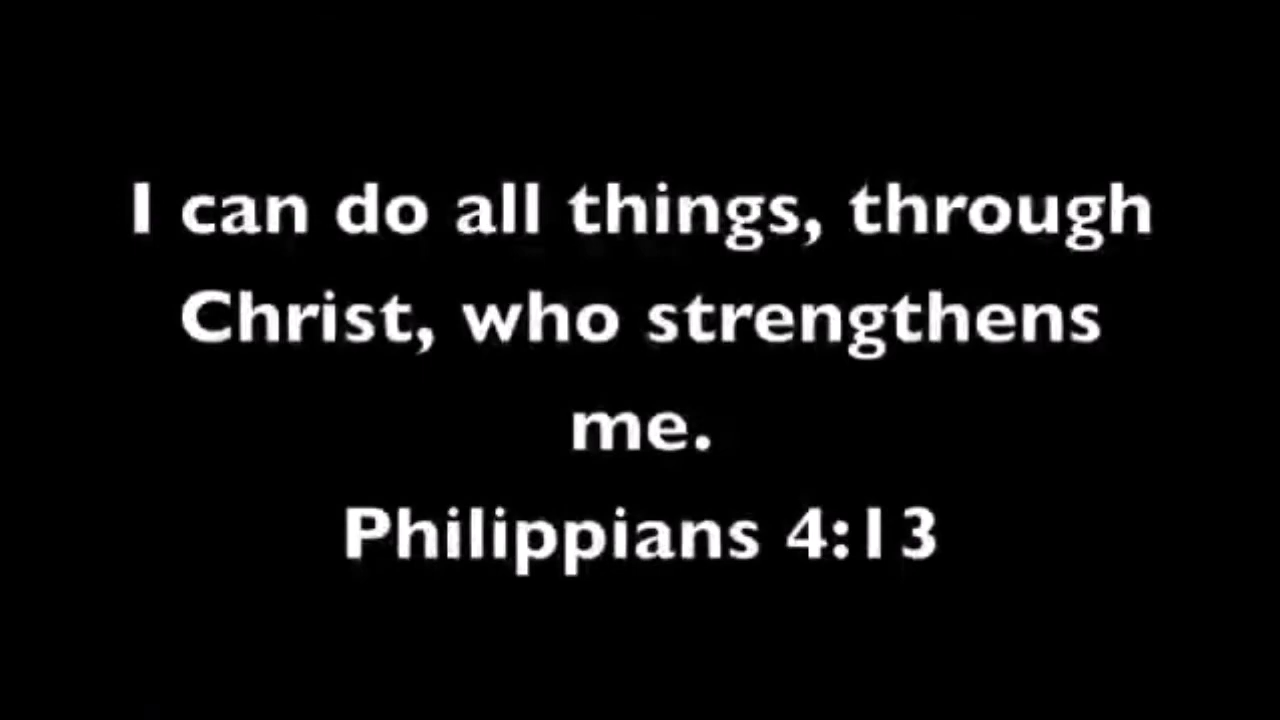 I can do all things, through
Christ, who strengthens
me.
Philippians 4:13